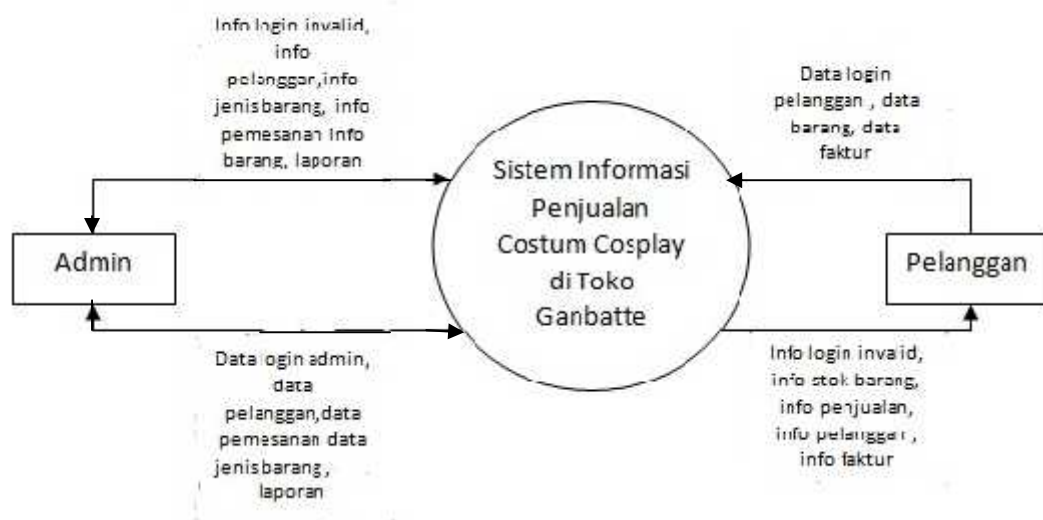 Info login invalid,
info
pelanggan,info
jenisbarang, info
pemesanan Info
barang, laporan
Data login
pelanggan , data
barang, data
faktur
Sistem Informasi
Penjualan
Costum Cosplay
di Toko
Ganbatte
Admin
Pelanggan
Data login admin,
data
pelanggan,data
pemesanan data
jenisbarang,
laporan
Info login invalid,
info stok barang,
info penjualan,
info pelanggan ,
info faktur